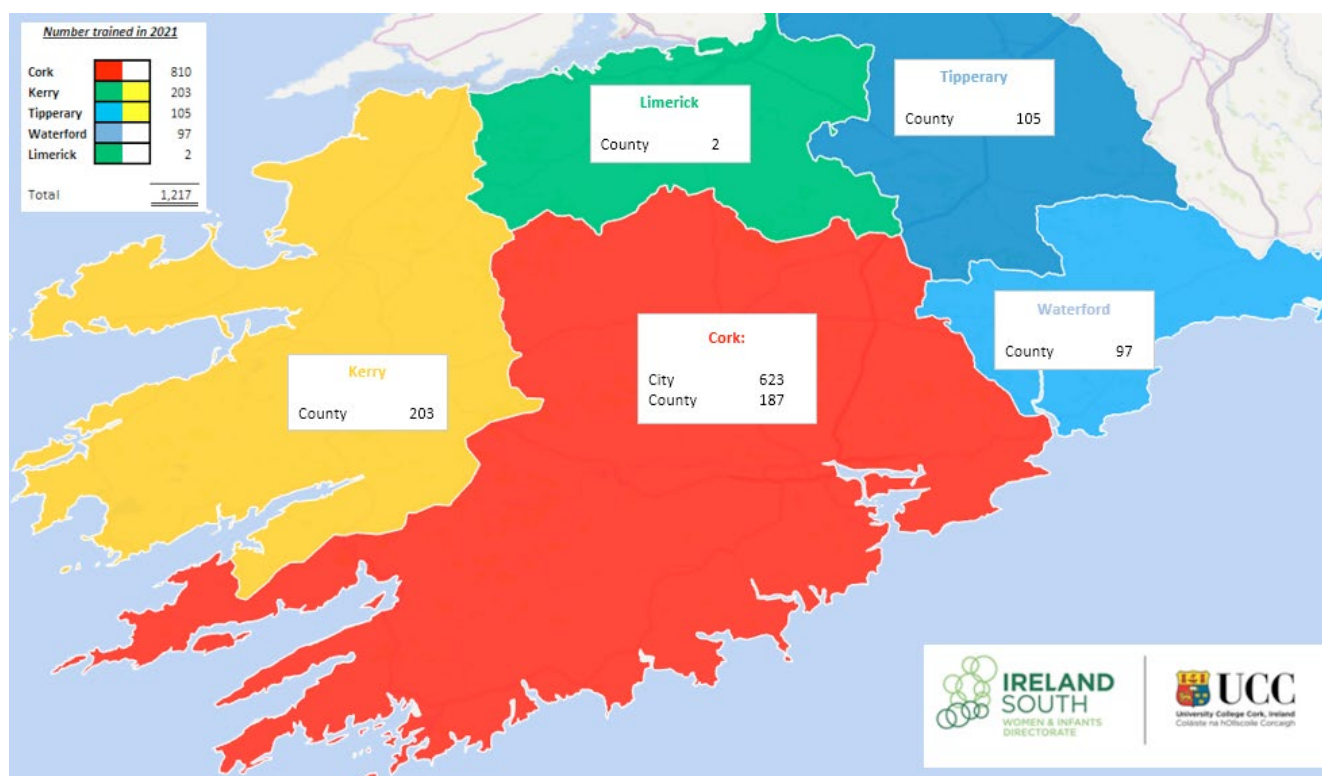 Number trained in 2021
Cork 810
Kerry 203
Tipperary 105
Waterford 97
Limerick 2
Total 1,217
Limerick
County 2
Tipperary
County 105
Waterford
County 97
Cork:
City 623
County 187
Kerry
County 203
IRELAND
SOUTH
WOMEN & INFANTS
DIRECTORATE
UCC
University College Cork, Ireland
Coláiste na hOllscoile Corcaigh